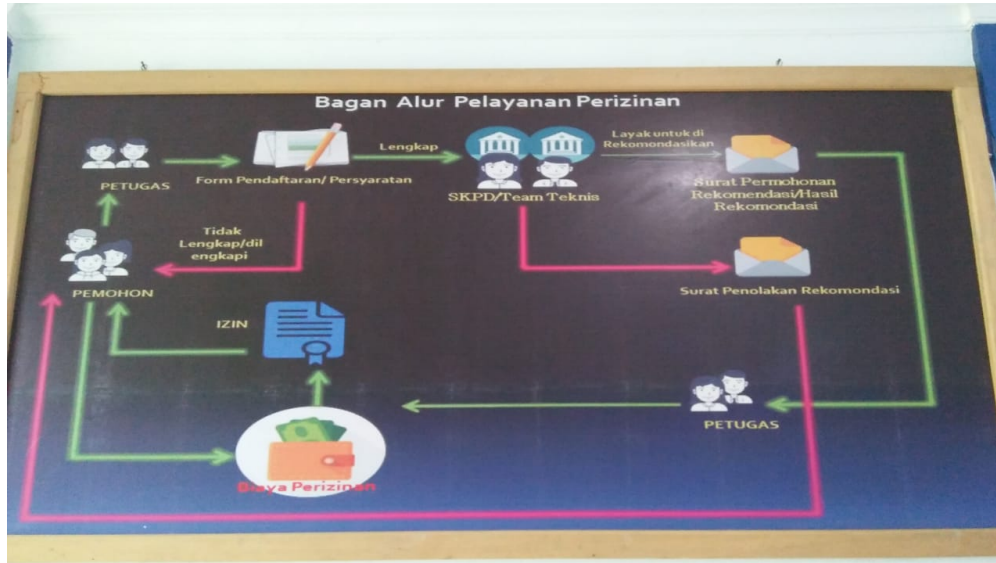 Bagan Alur Pelayanan Perizinan
PETUGAS
Form Pendaftaran/ Persyaratan
Lengkap
SKPD/Team Teknis
Layak untuk di
Rekomondasikan
Surat Permohonan
Rekomendasi/Hasil
Rekomondasi
Tidak
Lengkap/dil
engkapi
PEMOHON
Surat Penolakan Rekomondasi
IZIN
PETUGAS
Biaya Perizinan